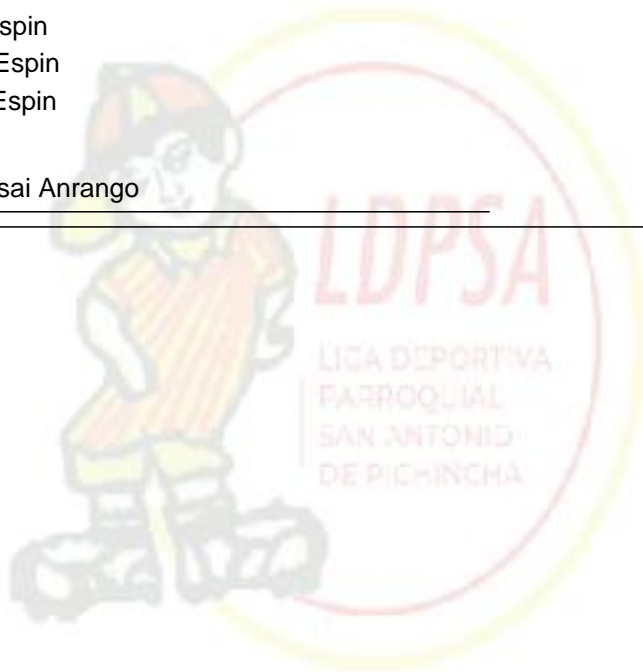 spin
Espin
Espin
sai Anrango
LDPSA
LIGA DEPORTIVA
PARROQUIAL
SAN ANTONIO
DE PICHINCHA